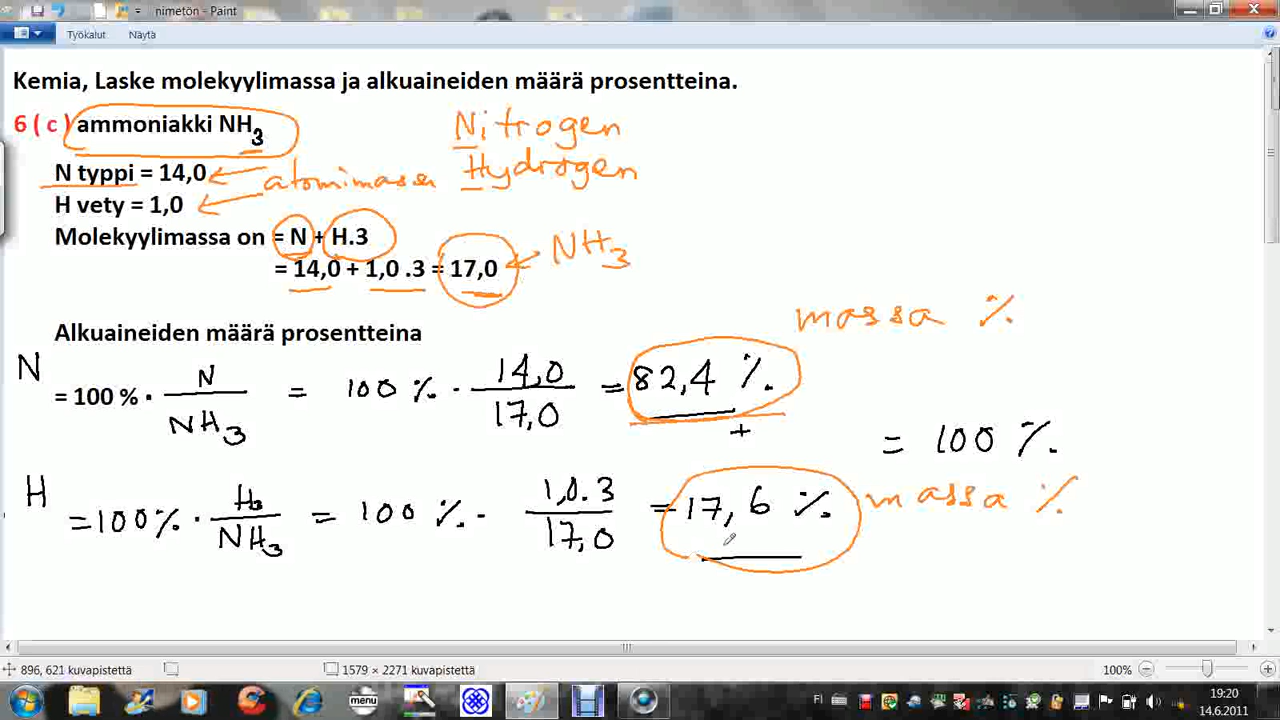 nimetön - Paint
Työkalut Näytä
Kemia, Laske molekyylimassa ja alkuaineiden määrä prosentteina.
6 ( c ) ammoniakki NH3 Nitrogen
N typpi = 14,0 atomimassa Hydrogen
H vety = 1,0
Molekyylimassa on = N + H.3 NH3
= 14,0 + 1,0 .3 = 17,0
Alkuaineiden määrä prosentteina massa %
N = 100 % · N / NH3 = 100 % · 14,0 / 17,0 = 82,4 %
+ = 100 %
H = 100% · H3 / NH3 = 100 % · 1,0.3 / 17,0 = 17,6 % massa %
896, 621 kuvapistettä 1579 × 2271 kuvapistettä 100%
menu FI 19:20
14.6.2011